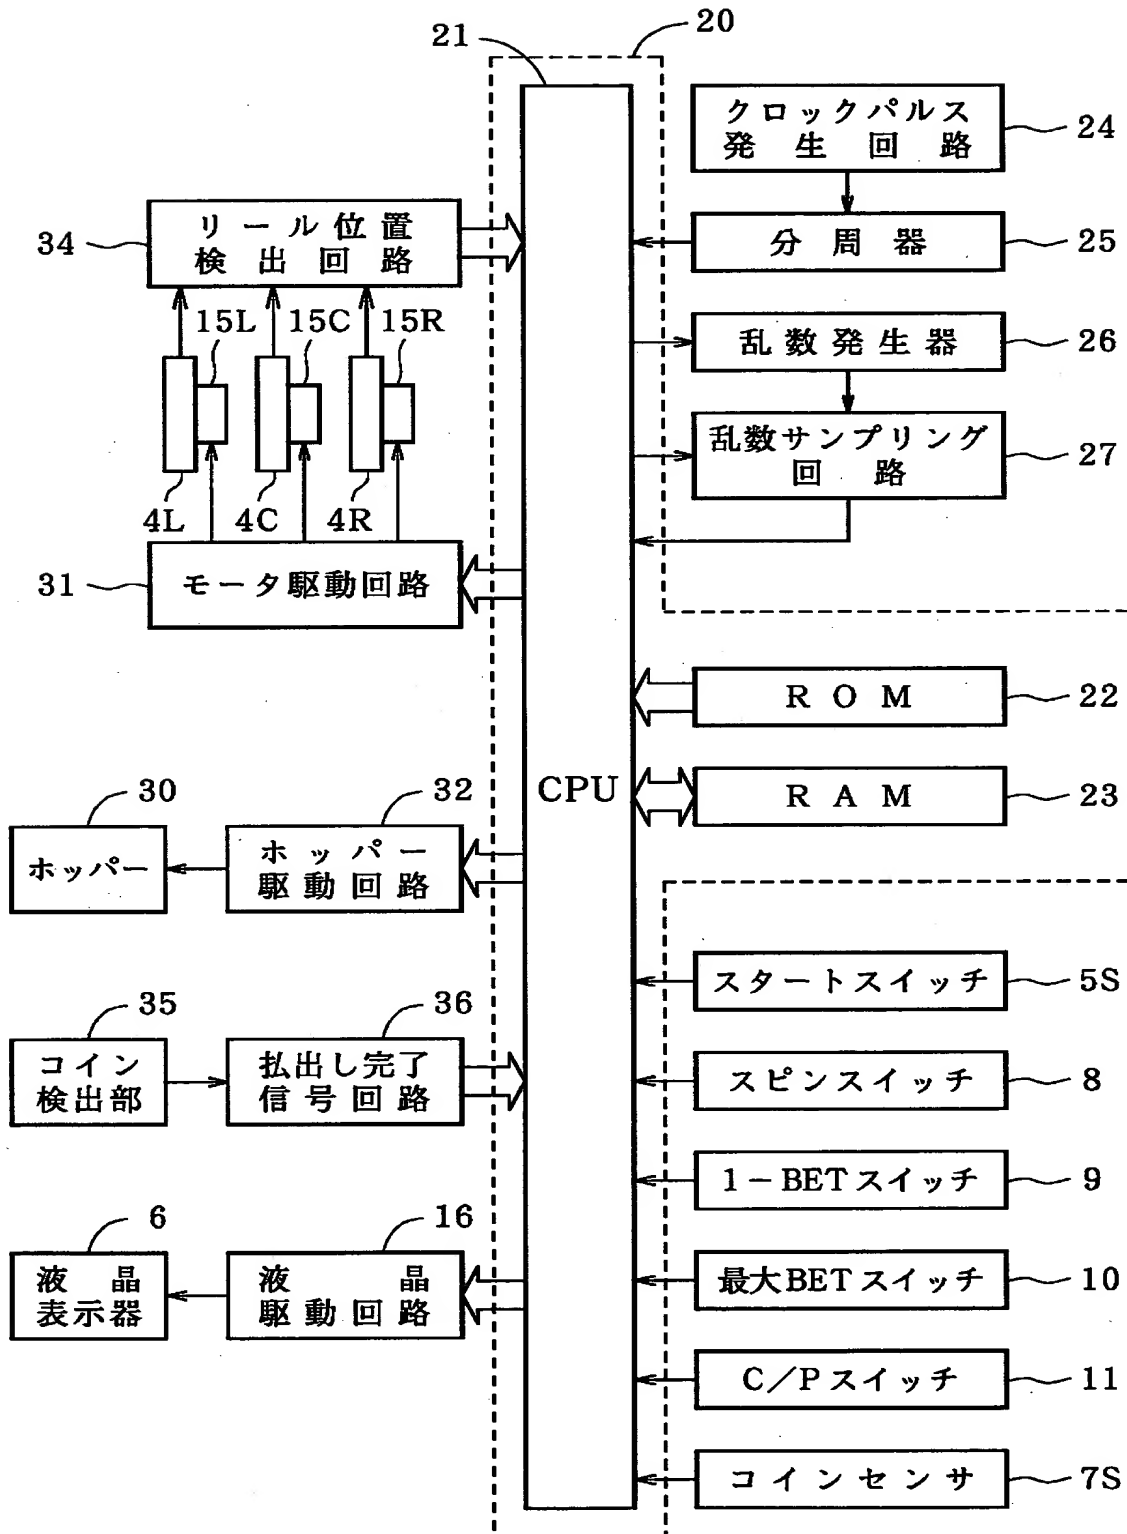 20
21
クロックパルス
発生回路
24
リール位置
検出回路
34
分周器
25
15L
15C
15R
乱数発生器
26
乱数サンプリング
回路
27
4L
4C
4R
31
モータ駆動回路
ROM
22
CPU
RAM
23
30
32
ホッパー
ホッパー
駆動回路
スタートスイッチ
5S
35
36
コイン
検出部
払出し完了
信号回路
スピンスイッチ
8
1-BETスイッチ
9
6
16
液晶
表示器
液晶
駆動回路
最大BETスイッチ
10
C/Pスイッチ
11
コインセンサ
7S